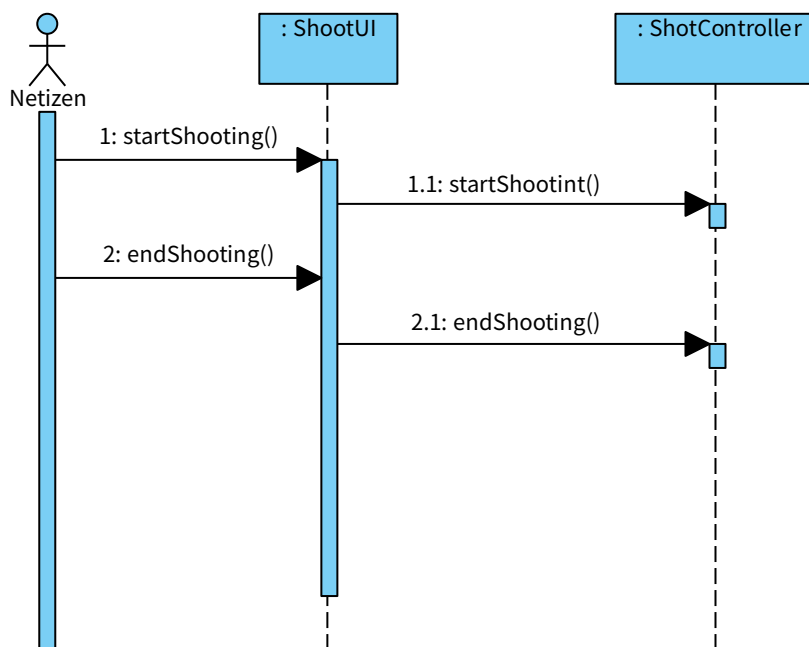 : ShootUI
: ShotController
Netizen
1: startShooting()
1.1: startShootint()
2: endShooting()
2.1: endShooting()